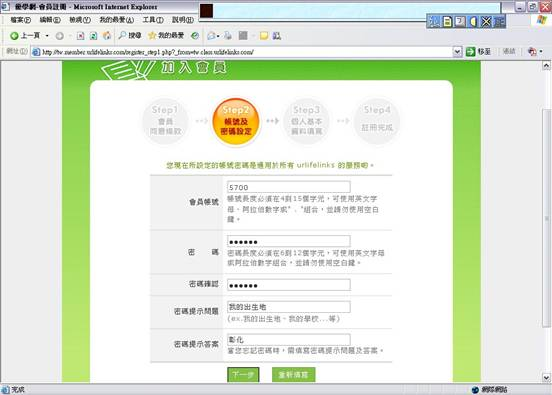 優學網-會員註冊 - Microsoft Internet Explorer
檔案(F) 編輯(E) 檢視(V) 我的最愛(A) 工具(T) 說明(H)
上一頁 搜尋 我的最愛
網址(D) http://tw.member.urlifelinks.com/register_step1.php?_from=tw.class.urlifelinks.com/ 移至 連結
加入會員
Step1 會員同意條款
Step2 帳號及密碼設定
Step3 個人基本資料填寫
Step4 註冊完成
您現在所設定的帳號密碼是通用於所有 urlifelinks 的服務喲。
會員帳號 5700
帳號長度必須在4到15個字元，可使用英文字
母、阿拉伯數字或"_"組合，並請勿使用空白
鍵。
密 碼 ●●●●●●
密碼長度必須在6到12個字元，可使用英文字母
或阿拉伯數字組合，並請勿使用空白鍵。
密碼確認 ●●●●●●
密碼提示問題 我的出生地
(ex.我的出生地、我的學校...等)
密碼提示答案 彰化
當您忘記密碼時，需填寫密碼提示問題及答案。
下一步 重新填寫
完成 網際網路